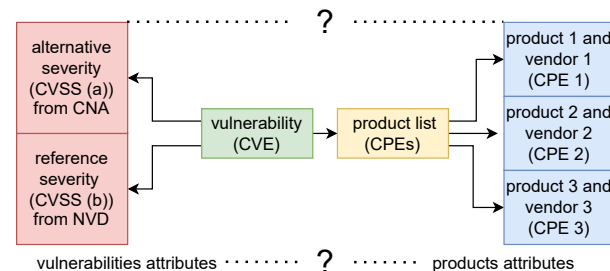 ?
alternative
severity
(CVSS (a))
from CNA
reference
severity
(CVSS (b))
from NVD
vulnerability
(CVE)
product list
(CPEs)
product 1 and
vendor 1
(CPE 1)
product 2 and
vendor 2
(CPE 2)
product 3 and
vendor 3
(CPE 3)
vulnerabilities attributes ? products attributes